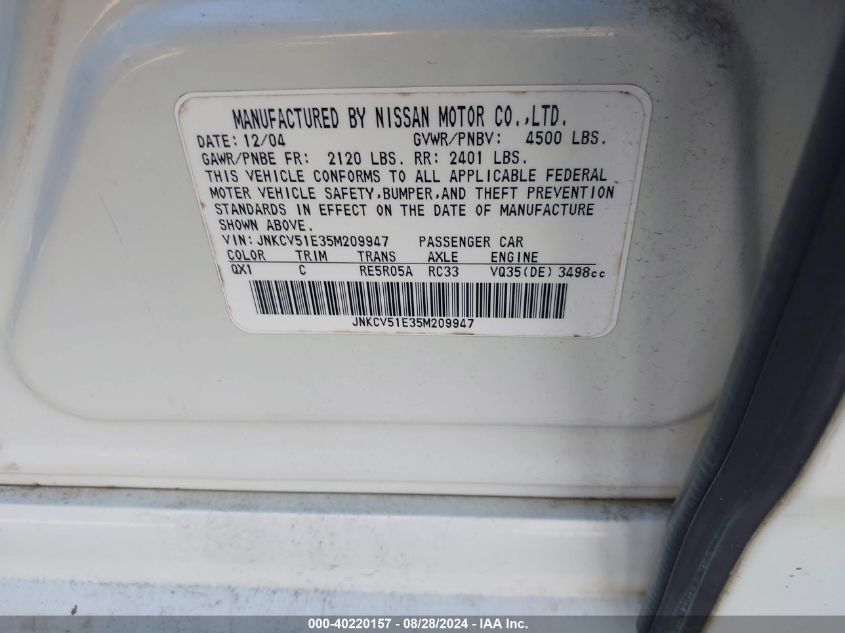 MANUFACTURED BY NISSAN MOTOR CO.,LTD.
DATE: 12/04 GVWR/PNBV: 4500 LBS.
GAWR/PNBE FR: 2120 LBS. RR: 2401 LBS.
THIS VEHICLE CONFORMS TO ALL APPLICABLE FEDERAL
MOTER VEHICLE SAFETY,BUMPER,AND THEFT PREVENTION
STANDARDS IN EFFECT ON THE DATE OF MANUFACTURE
SHOWN ABOVE.
VIN: JNKCV51E35M209947 PASSENGER CAR
COLOR TRIM TRANS AXLE ENGINE
QX1 C RE5R05A RC33 VQ35(DE) 3498cc
JNKCV51E35M209947
000-40220157 - 08/28/2024 - IAA Inc.